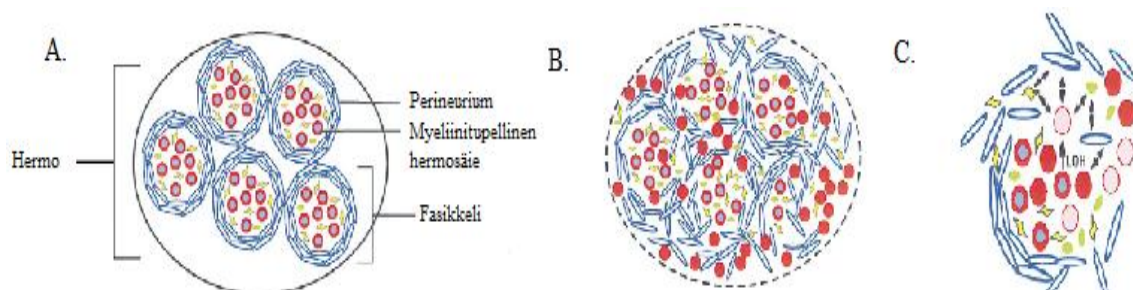 A.
Hermo
Perineurium
Myeliinitupellinen
hermosäie
Fasikkeli
B.
C.
LOH